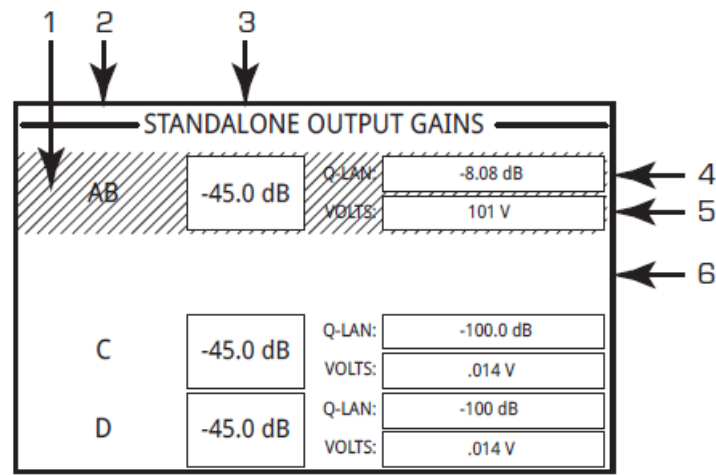 1 2 3
STANDALONE OUTPUT GAINS
AB -45.0 dB Q-LAN: -8.08 dB 4
VOLTS: 101 V 5
6
C -45.0 dB Q-LAN: -100.0 dB
VOLTS: .014 V
D -45.0 dB Q-LAN: -100 dB
VOLTS: .014 V